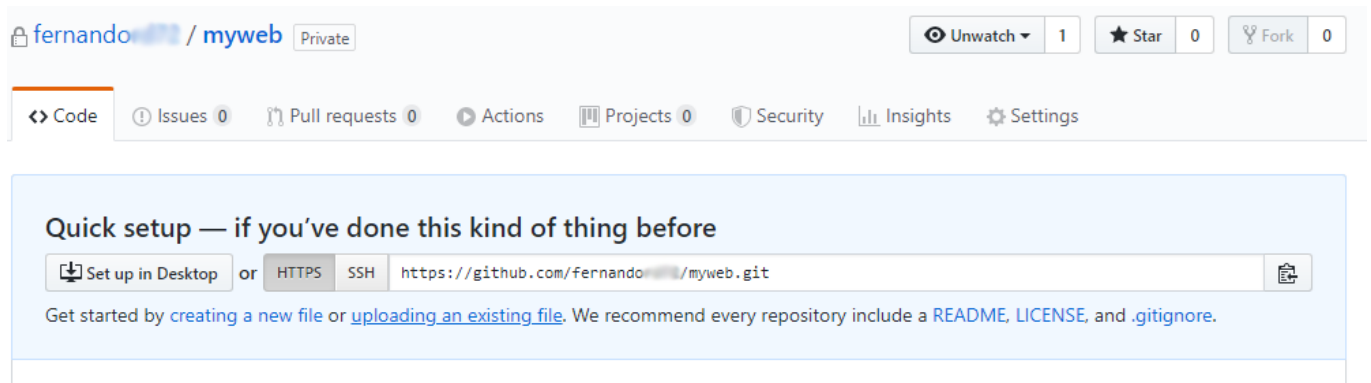 fernando / myweb Private Unwatch 1 Star 0 Fork 0
Code Issues 0 Pull requests 0 Actions Projects 0 Security Insights Settings
Quick setup — if you’ve done this kind of thing before
Set up in Desktop or HTTPS SSH https://github.com/fernando /myweb.git
Get started by creating a new file or uploading an existing file. We recommend every repository include a README, LICENSE, and .gitignore.